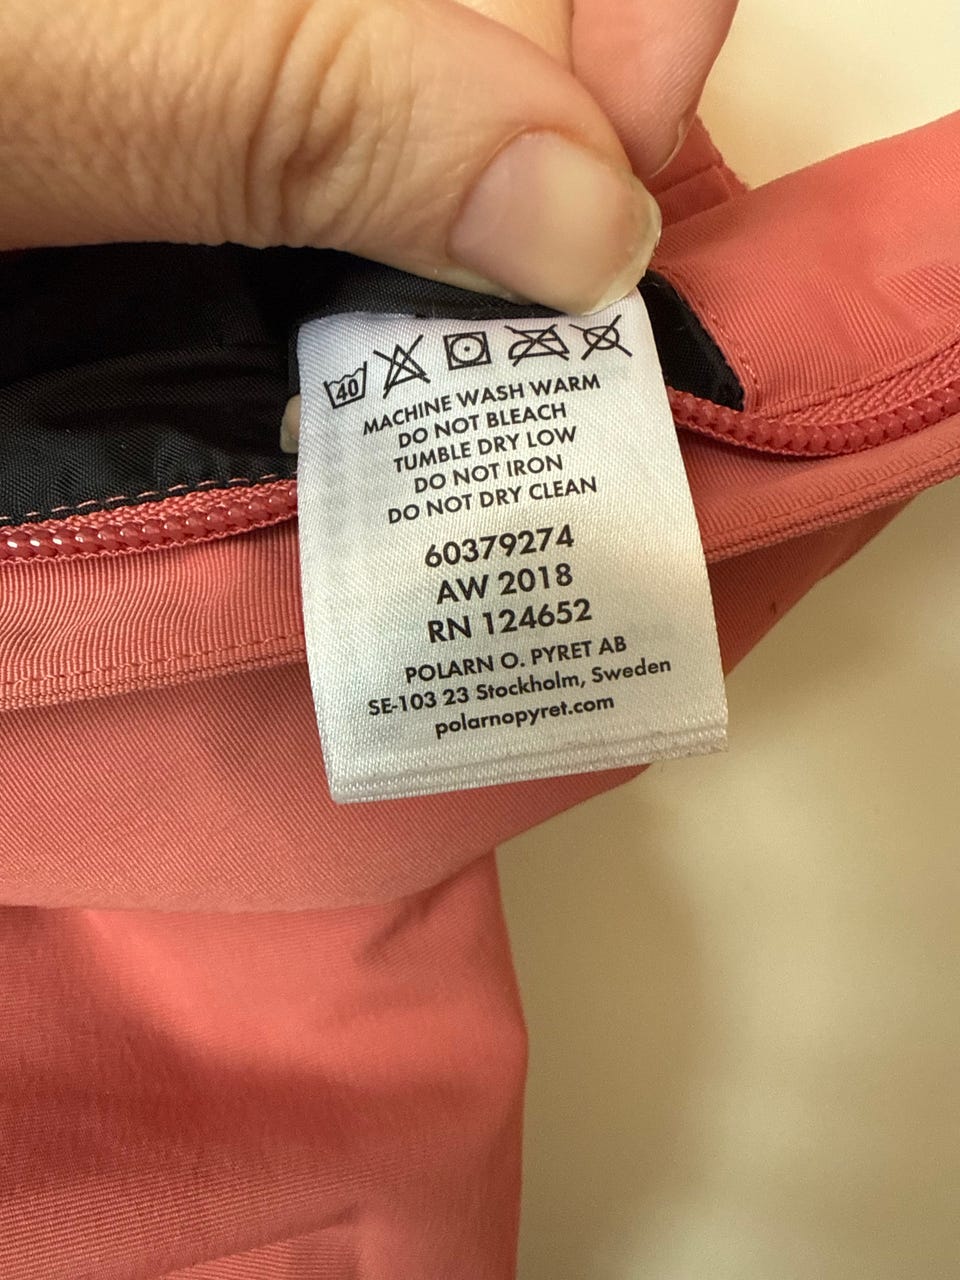 40
MACHINE WASH WARM
DO NOT BLEACH
TUMBLE DRY LOW
DO NOT IRON
DO NOT DRY CLEAN
60379274
AW 2018
RN 124652
POLARN O. PYRET AB
SE-103 23 Stockholm, Sweden
polarnopyret.com